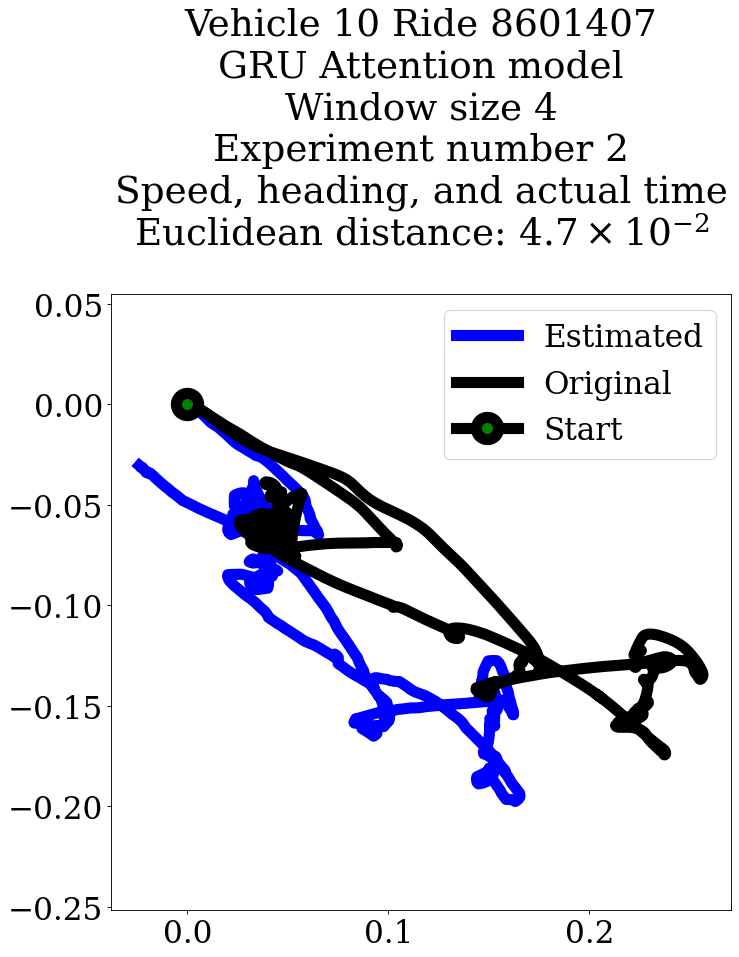 Vehicle 10 Ride 8601407
GRU Attention model
Window size 4
Experiment number 2
Speed, heading, and actual time
Euclidean distance: 4.7 × 10⁻²
Estimated
Original
Start
0.05
0.00
−0.05
−0.10
−0.15
−0.20
−0.25
0.0 0.1 0.2